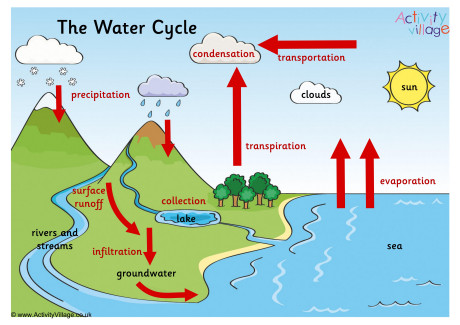 The Water Cycle
Activity
village
condensation
transportation
precipitation
clouds
sun
transpiration
evaporation
surface
runoff
collection
lake
rivers and
streams
infiltration
sea
groundwater
© www.ActivityVillage.co.uk